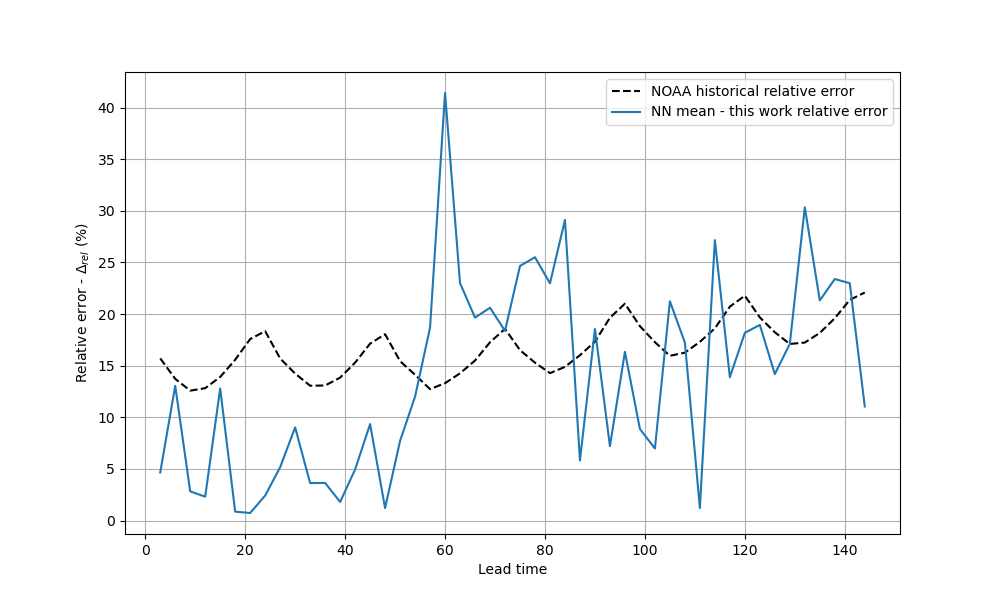 NOAA historical relative error
NN mean - this work relative error
40
35
30
25
20
15
10
5
0
Relative error - Δrel (%)
0 20 40 60 80 100 120 140
Lead time